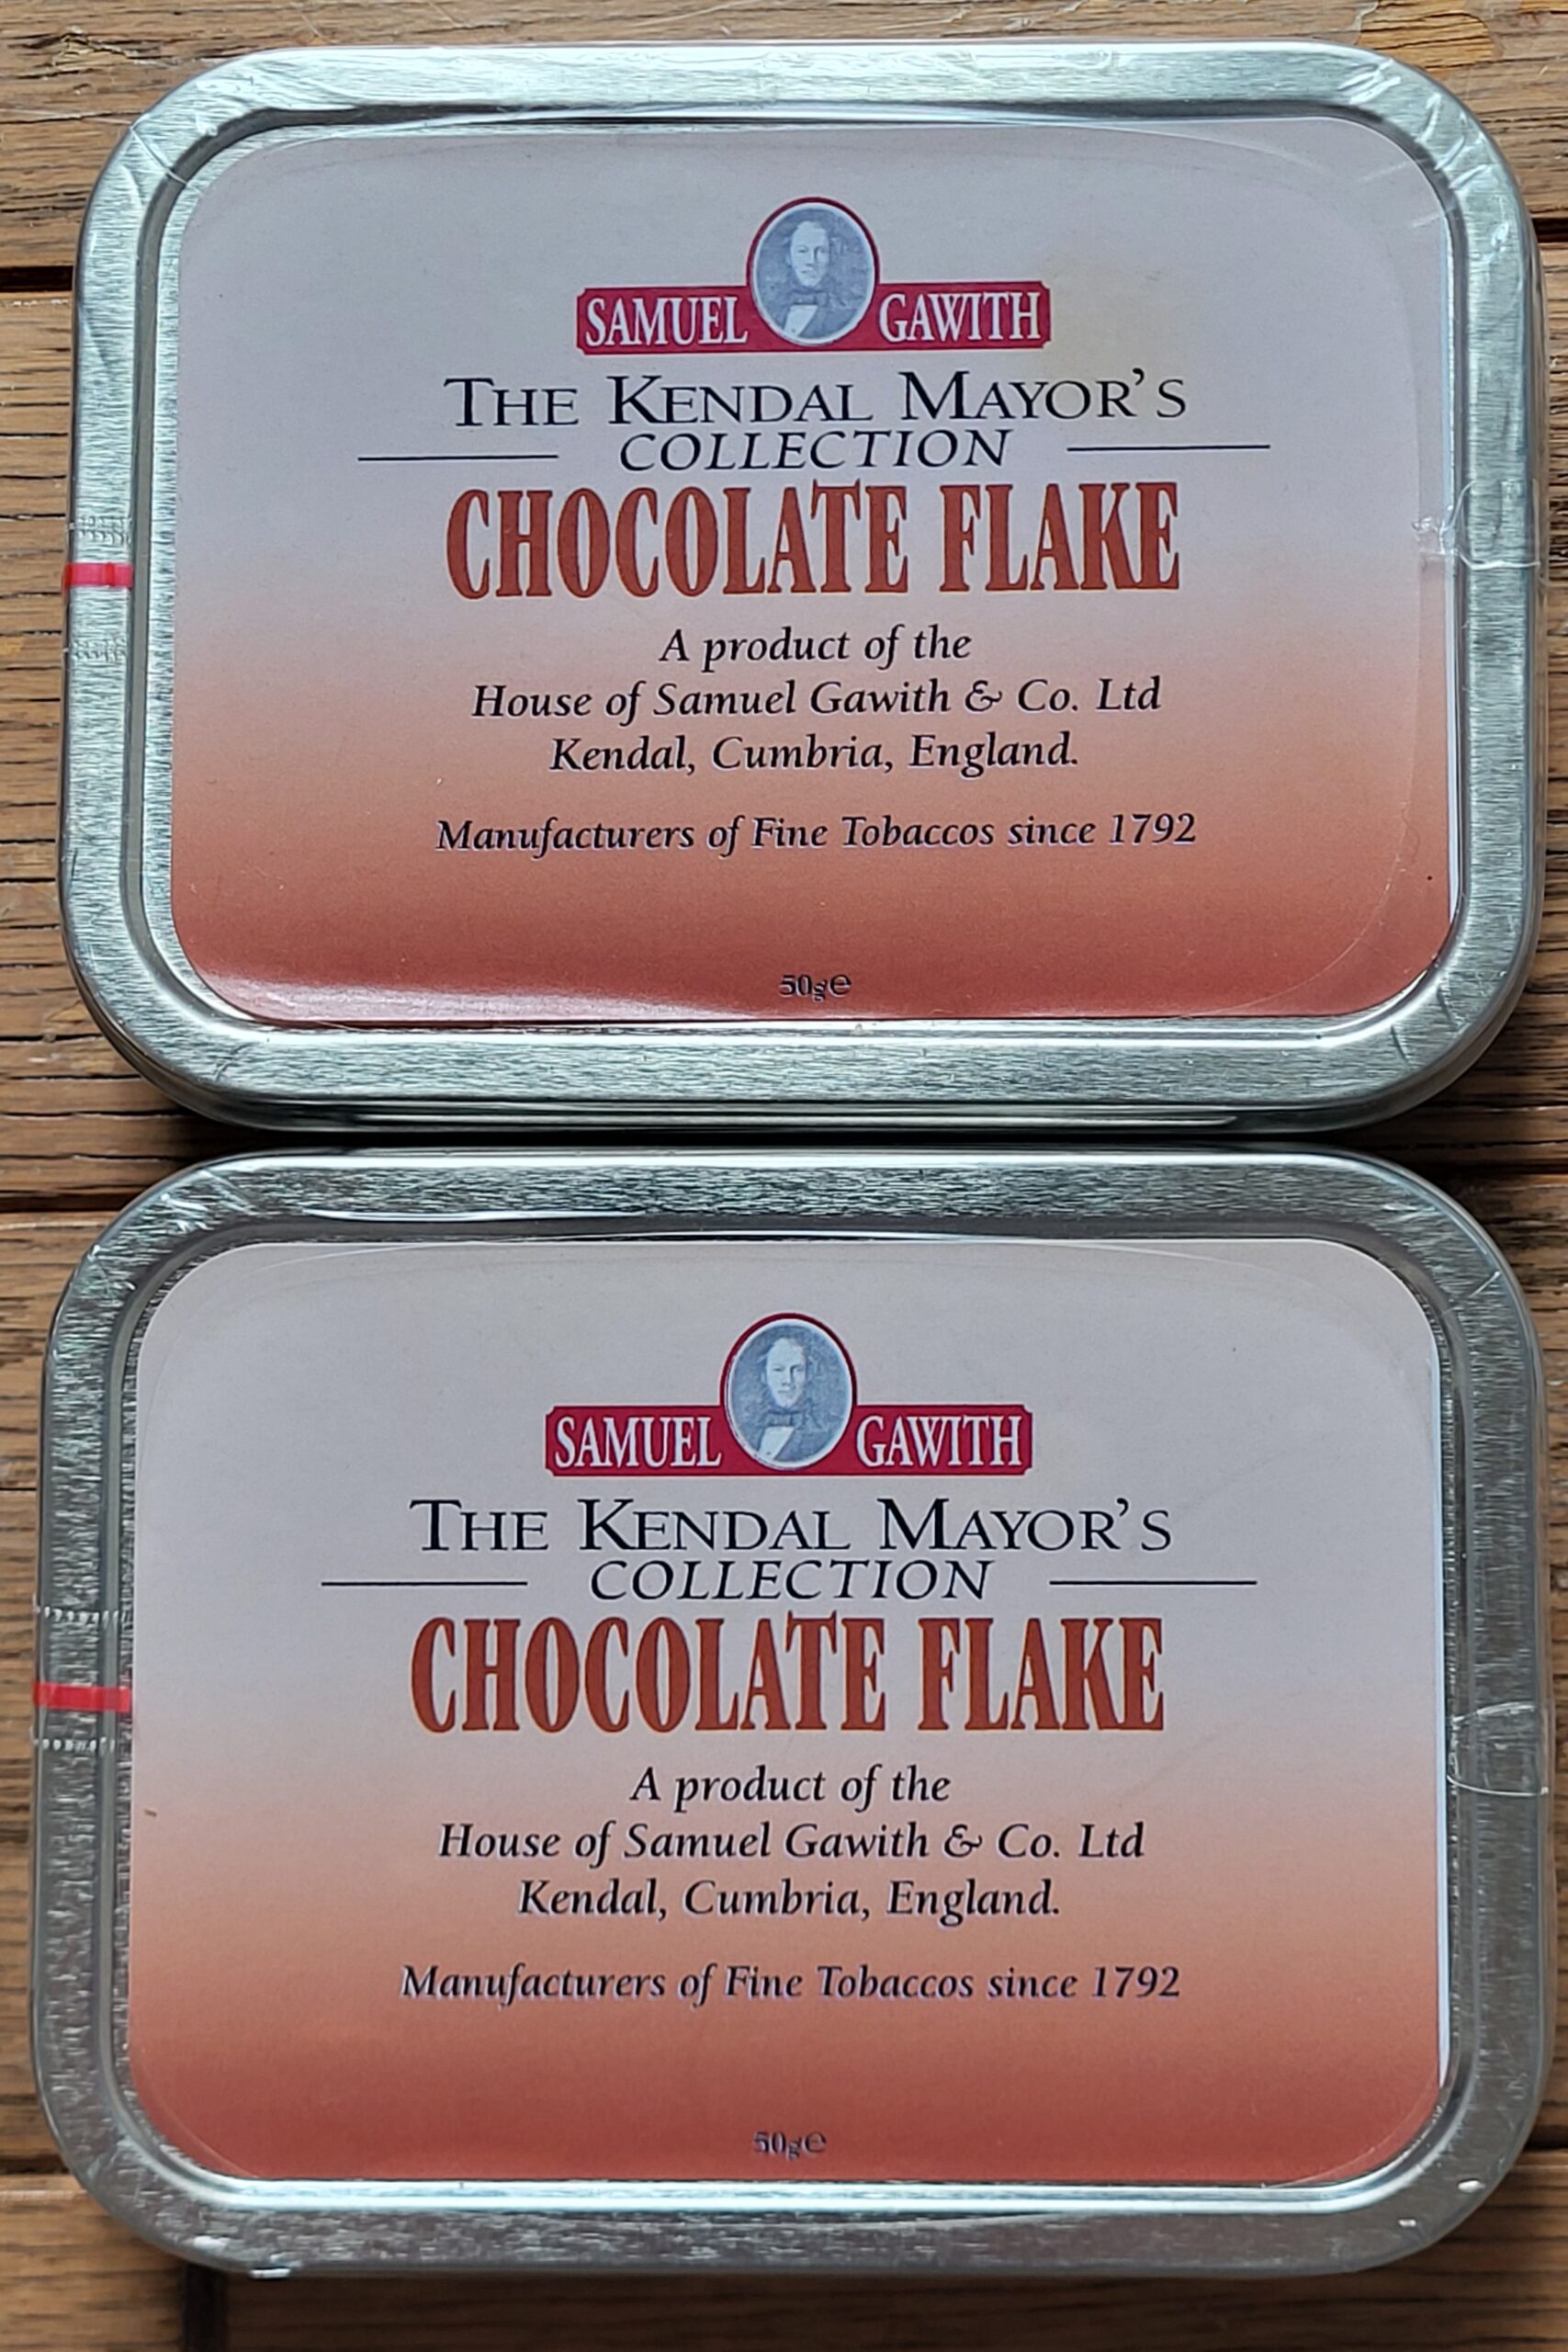 SAMUEL GAWITH
THE KENDAL MAYOR'S
COLLECTION
CHOCOLATE FLAKE
A product of the
House of Samuel Gawith & Co. Ltd
Kendal, Cumbria, England.
Manufacturers of Fine Tobaccos since 1792
50g℮
SAMUEL GAWITH
THE KENDAL MAYOR'S
COLLECTION
CHOCOLATE FLAKE
A product of the
House of Samuel Gawith & Co. Ltd
Kendal, Cumbria, England.
Manufacturers of Fine Tobaccos since 1792
50g℮